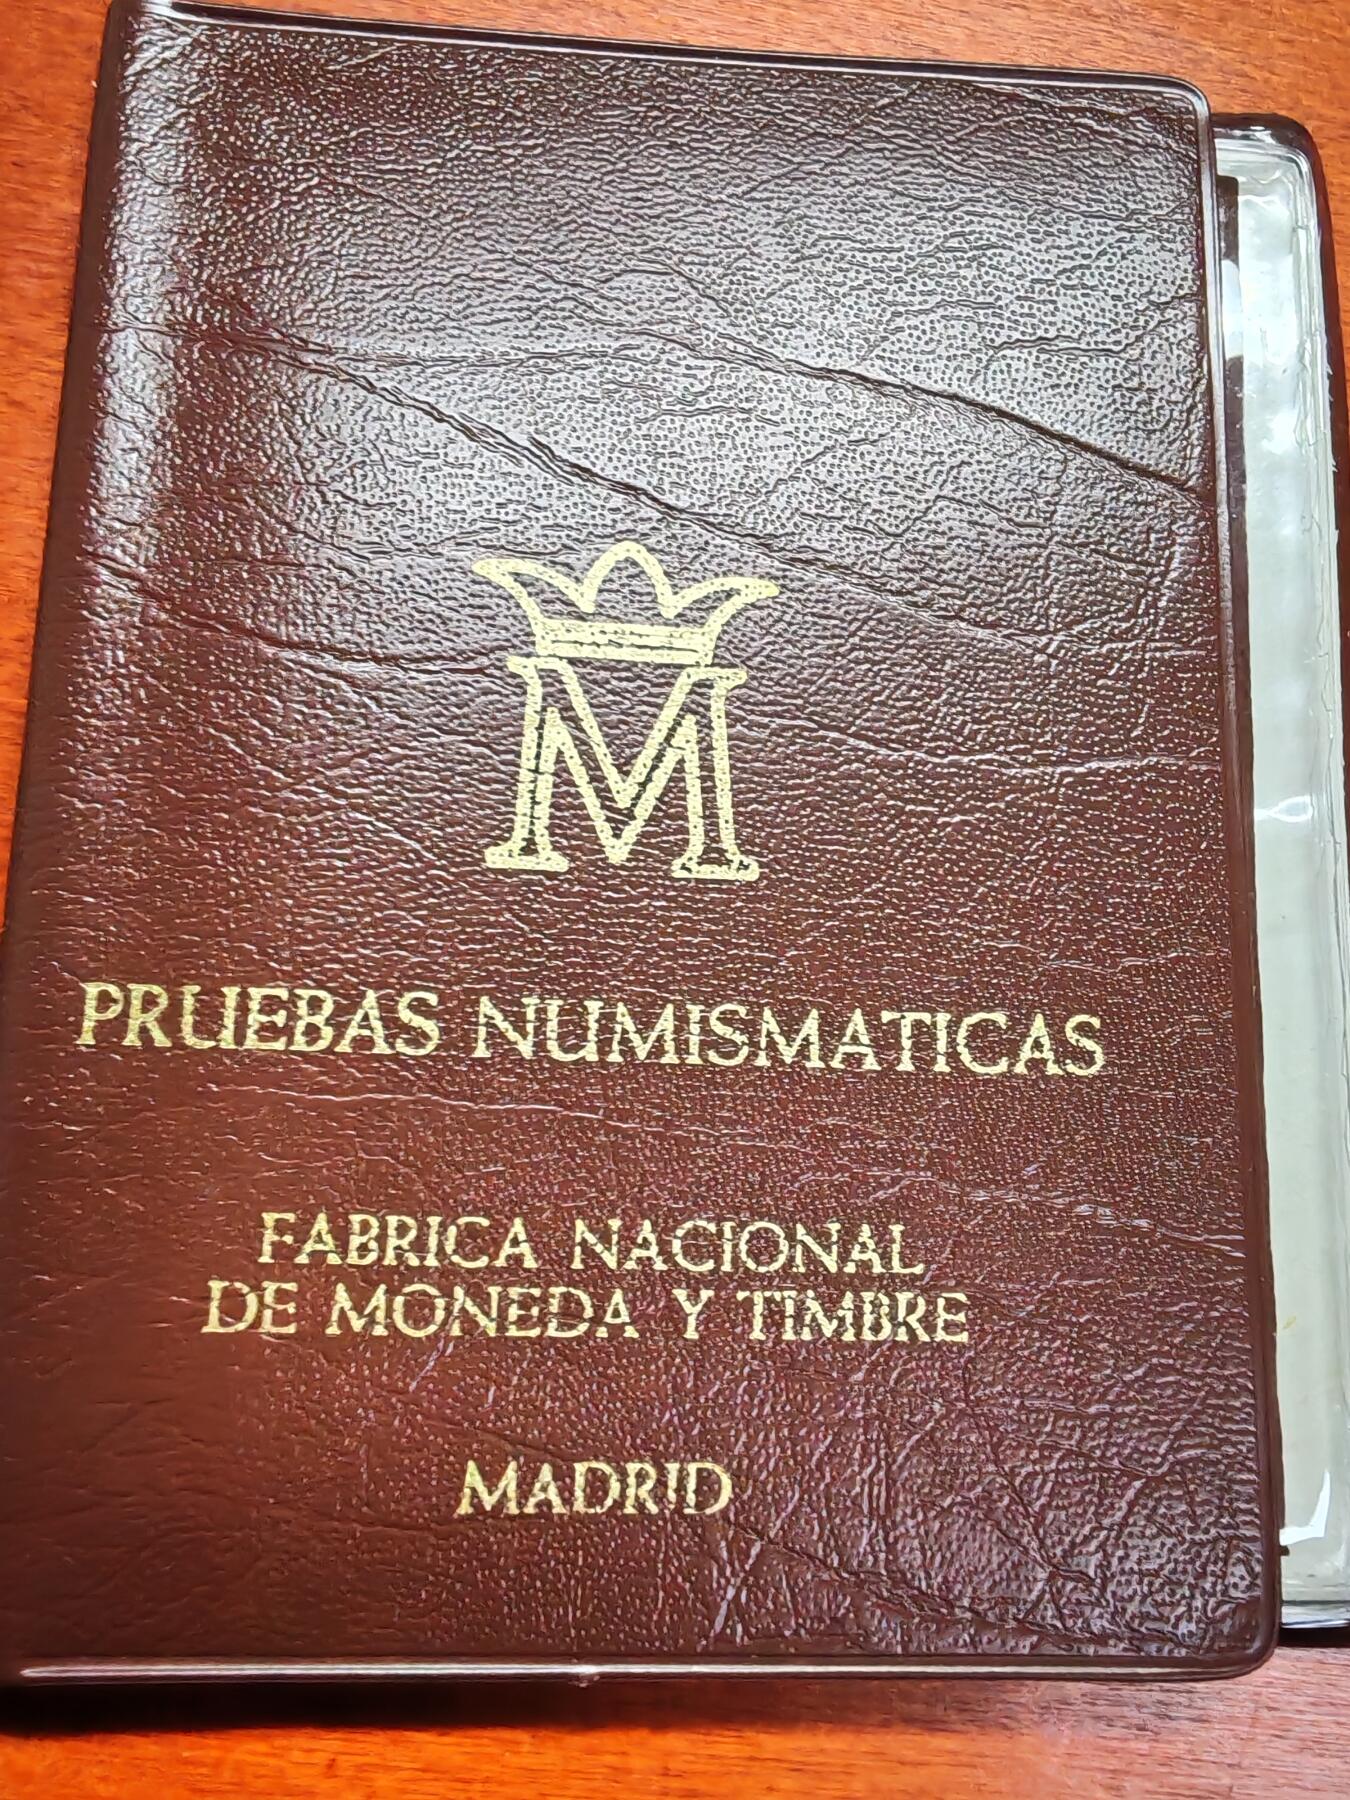 M
PRUEBAS NUMISMATICAS
FABRICA NACIONAL
DE MONEDA Y TIMBRE
MADRID